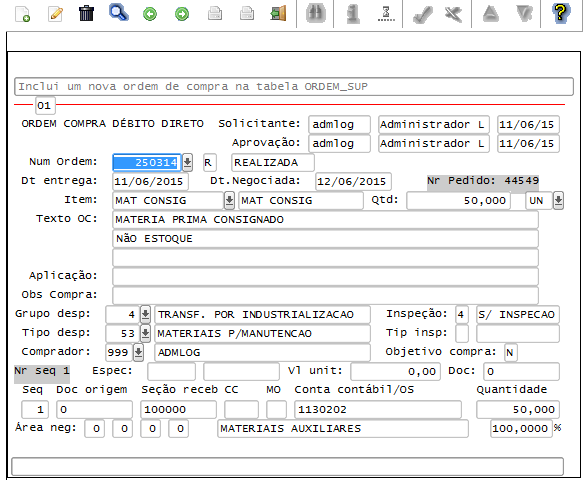 Inclui um nova ordem de compra na tabela ORDEM_SUP
01
ORDEM COMPRA DÉBITO DIRETO Solicitante: admlog Administrador L 11/06/15
Aprovação: admlog Administrador L 11/06/15
Num Ordem: 250314 R REALIZADA
Dt entrega: 11/06/2015 Dt.Negociada: 12/06/2015 Nr Pedido: 44549
Item: MAT CONSIG MAT CONSIG Qtd: 50,000 UN
Texto OC: MATERIA PRIMA CONSIGNADO
NãO ESTOQUE
Aplicação:
Obs Compra:
Grupo desp: 4 TRANSF. POR INDUSTRIALIZACAO Inspeção: 4 S/ INSPECAO
Tipo desp: 53 MATERIAIS P/MANUTENCAO Tip insp:
Comprador: 999 ADMLOG Objetivo compra: N
Nr Seq 1 Espec: Vl unit: 0,00 Doc: 0
Seq Doc origem Seção receb CC MO Conta contábil/OS Quantidade
1 0 100000 1130202 50,000
Área neg: 0 0 0 0 MATERIAIS AUXILIARES 100,0000 %